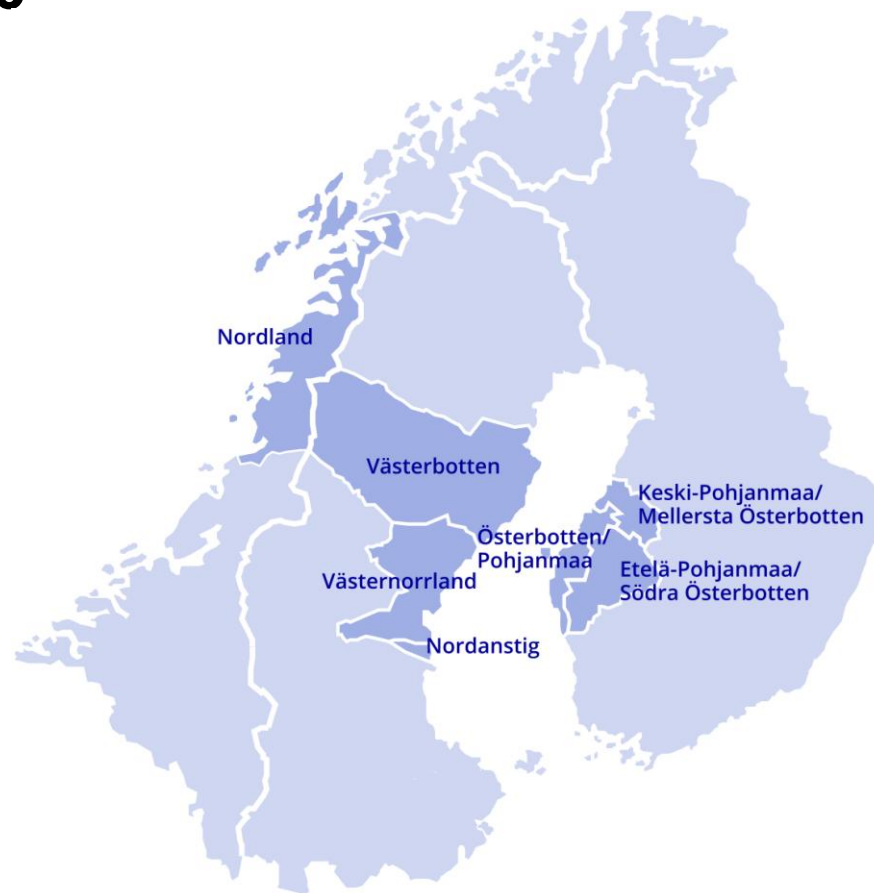 Nordland
Västerbotten
Keski-Pohjanmaa/
Mellersta Österbotten
Österbotten/
Pohjanmaa
Etelä-Pohjanmaa/
Södra Österbotten
Västernorrland
Nordanstig